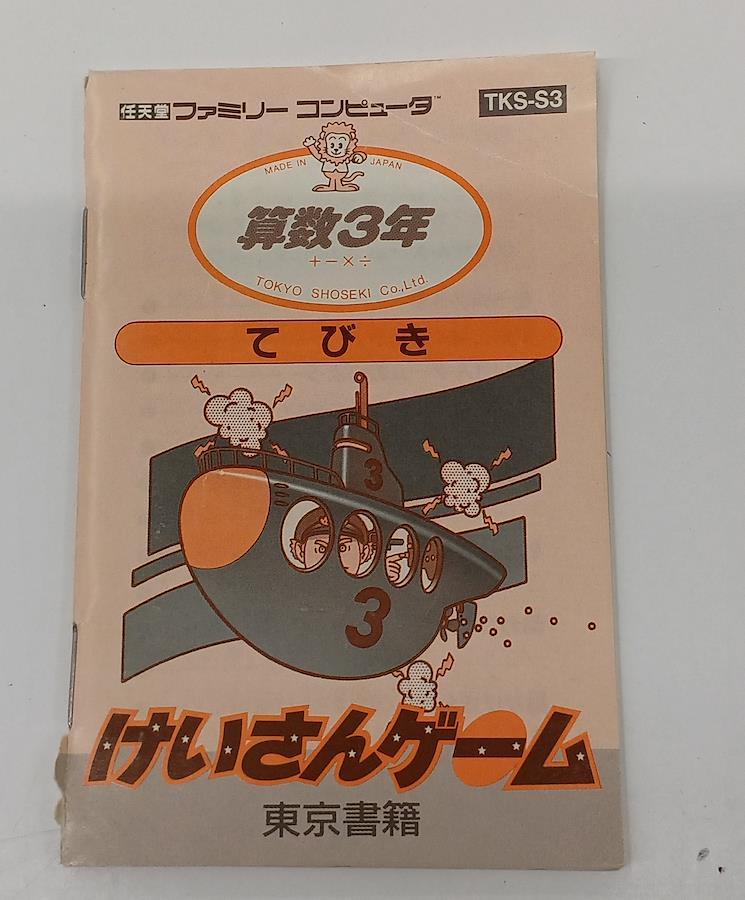 任天堂 ファミリー コンピュータ™
TKS-S3
MADE IN JAPAN
算数3年
+-×÷
TOKYO SHOSEKI Co.,Ltd.
てびき
3
3
けいさんゲーム
東京書籍